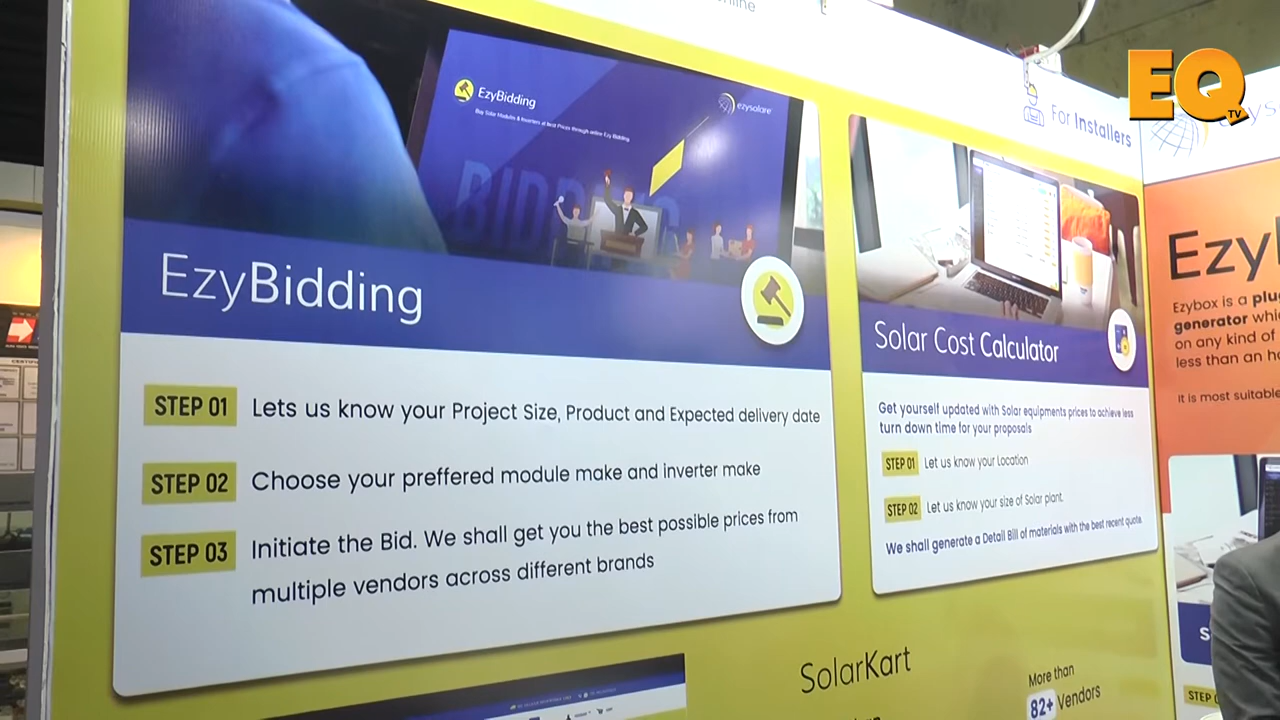 EQ
TV
For Installers
EzyBidding
ezysolare
Buy Solar Modules & Inverters at Best Prices through online Ezy Bidding
BIDDING
EzyBidding
STEP 01 Lets us know your Project Size, Product and Expected delivery date
STEP 02 Choose your preffered module make and inverter make
STEP 03 Initiate the Bid. We shall get you the best possible prices from
multiple vendors across different brands
Solar Cost Calculator
Get yourself updated with Solar equipments prices to achieve less
turn down time for your proposals
STEP 01 Let us know your Location
STEP 02 Let us know your size of Solar plant.
We shall generate a Detail Bill of materials with the best recent quote.
Ezy
Ezybox is a
generator
on any kind of
less than an
It is most suitable
SolarKart
More than
82+ Vendors
STEP